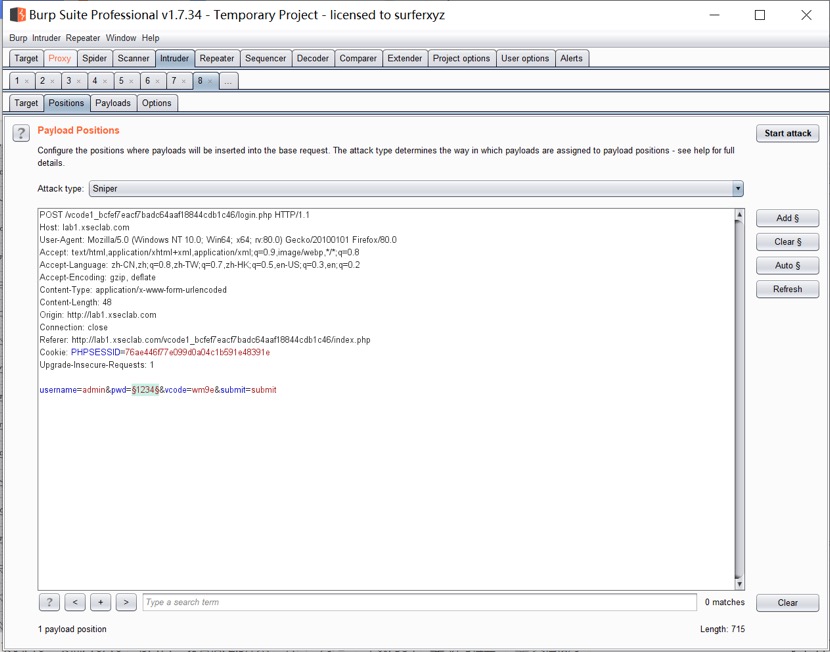 Burp Suite Professional v1.7.34 - Temporary Project - licensed to surferxyz
Burp Intruder Repeater Window Help
Target Proxy Spider Scanner Intruder Repeater Sequencer Decoder Comparer Extender Project options User options Alerts
1 × 2 × 3 × 4 × 5 × 6 × 7 × 8 × ...
Target Positions Payloads Options
? Payload Positions
Start attack
Configure the positions where payloads will be inserted into the base request. The attack type determines the way in which payloads are assigned to payload positions - see help for full
details.
Attack type: Sniper
POST /vcode1_bcfef7eacf7badc64aaf18844cdb1c46/login.php HTTP/1.1
Host: lab1.xseclab.com
User-Agent: Mozilla/5.0 (Windows NT 10.0; Win64; x64; rv:80.0) Gecko/20100101 Firefox/80.0
Accept: text/html,application/xhtml+xml,application/xml;q=0.9,image/webp,*/*;q=0.8
Accept-Language: zh-CN,zh;q=0.8,zh-TW;q=0.7,zh-HK;q=0.5,en-US;q=0.3,en;q=0.2
Accept-Encoding: gzip, deflate
Content-Type: application/x-www-form-urlencoded
Content-Length: 48
Origin: http://lab1.xseclab.com
Connection: close
Referer: http://lab1.xseclab.com/vcode1_bcfef7eacf7badc64aaf18844cdb1c46/index.php
Cookie: PHPSESSID=76ae446f77e099d0a04c1b591e48391e
Upgrade-Insecure-Requests: 1
username=admin&pwd=§1234§&vcode=wm9e&submit=submit
Add §
Clear §
Auto §
Refresh
? < + > Type a search term 0 matches Clear
1 payload position Length: 715